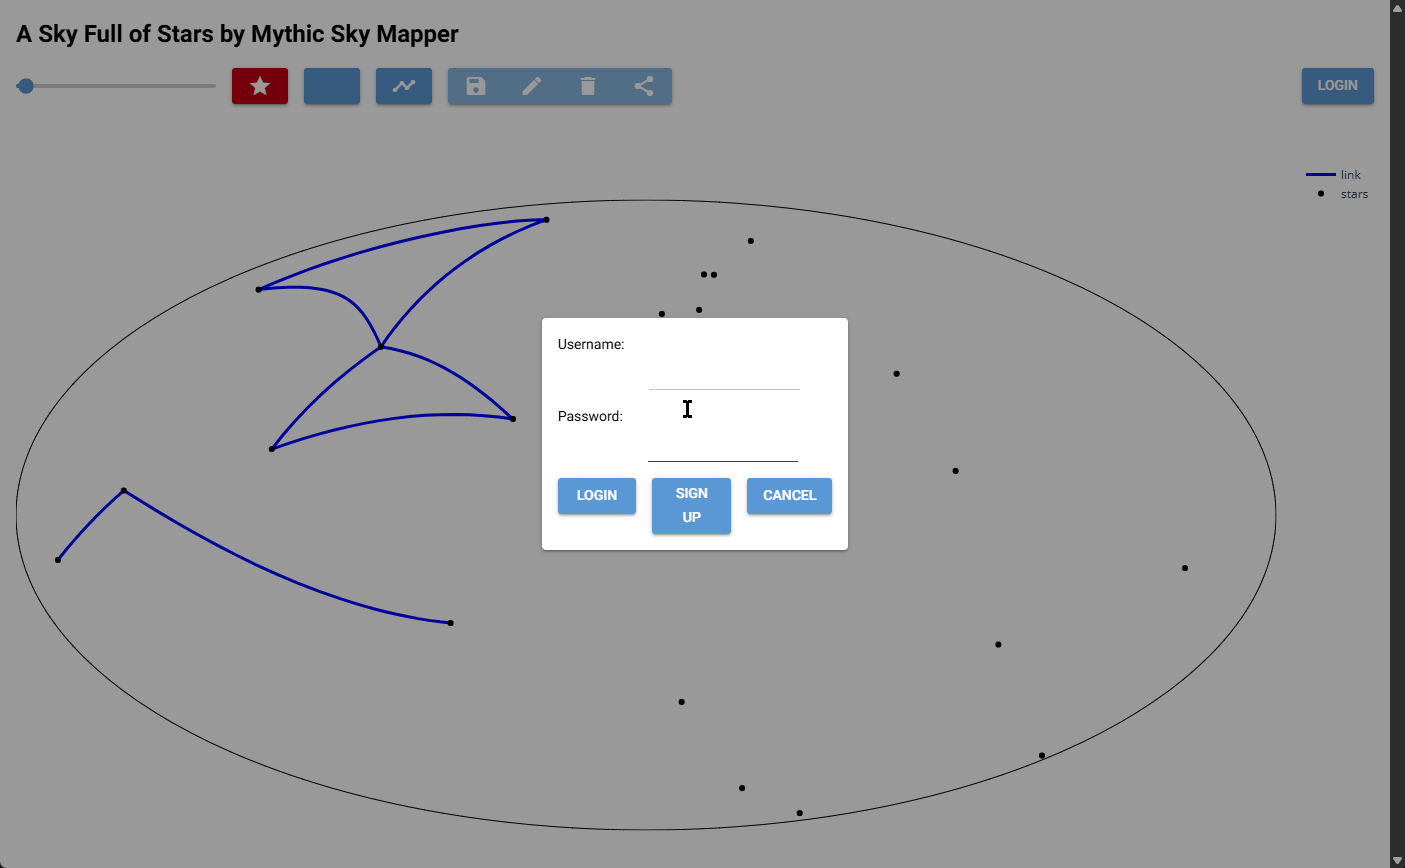 A Sky Full of Stars by Mythic Sky Mapper
LOGIN
link
stars
Username:
Password:
LOGIN
SIGN
UP
CANCEL